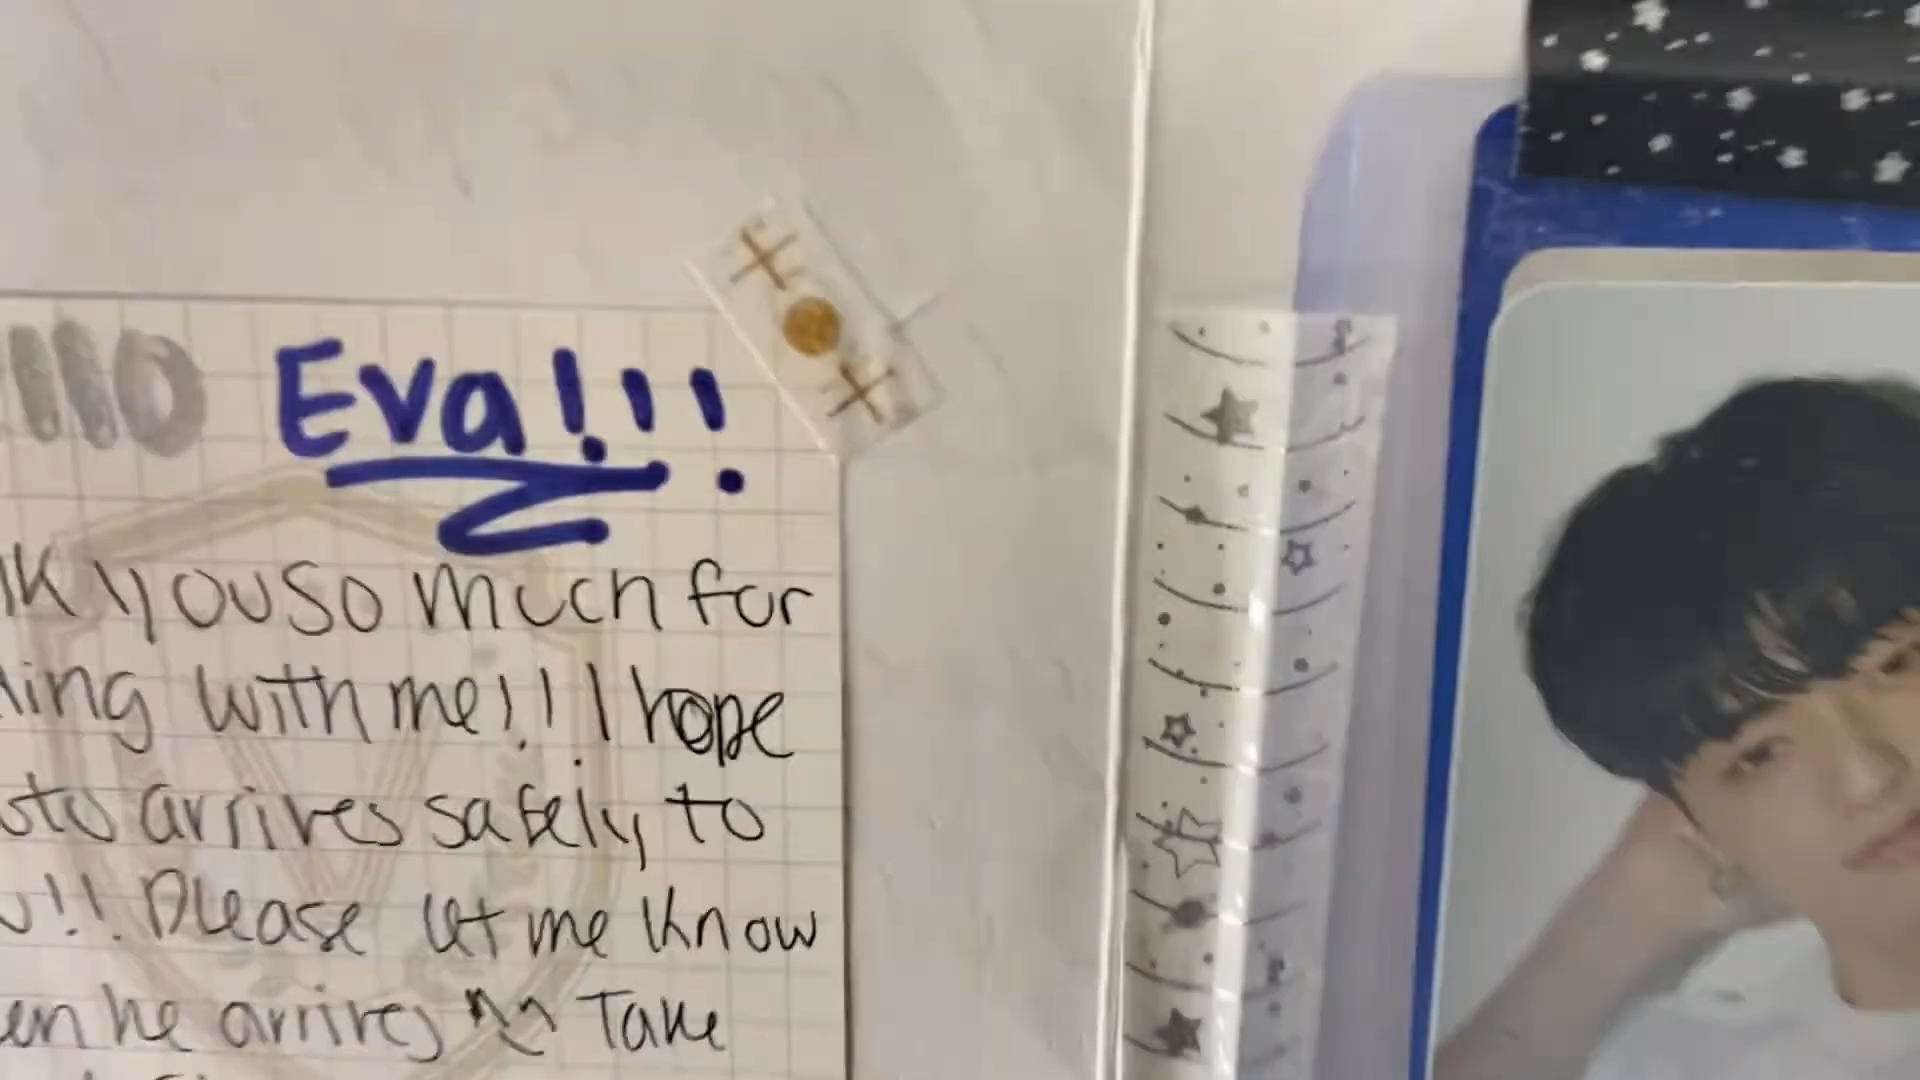 Eva!!!
you so much for
with me!! I hope
arrives safely to
!! Please let me know
he arrives ^^ Take